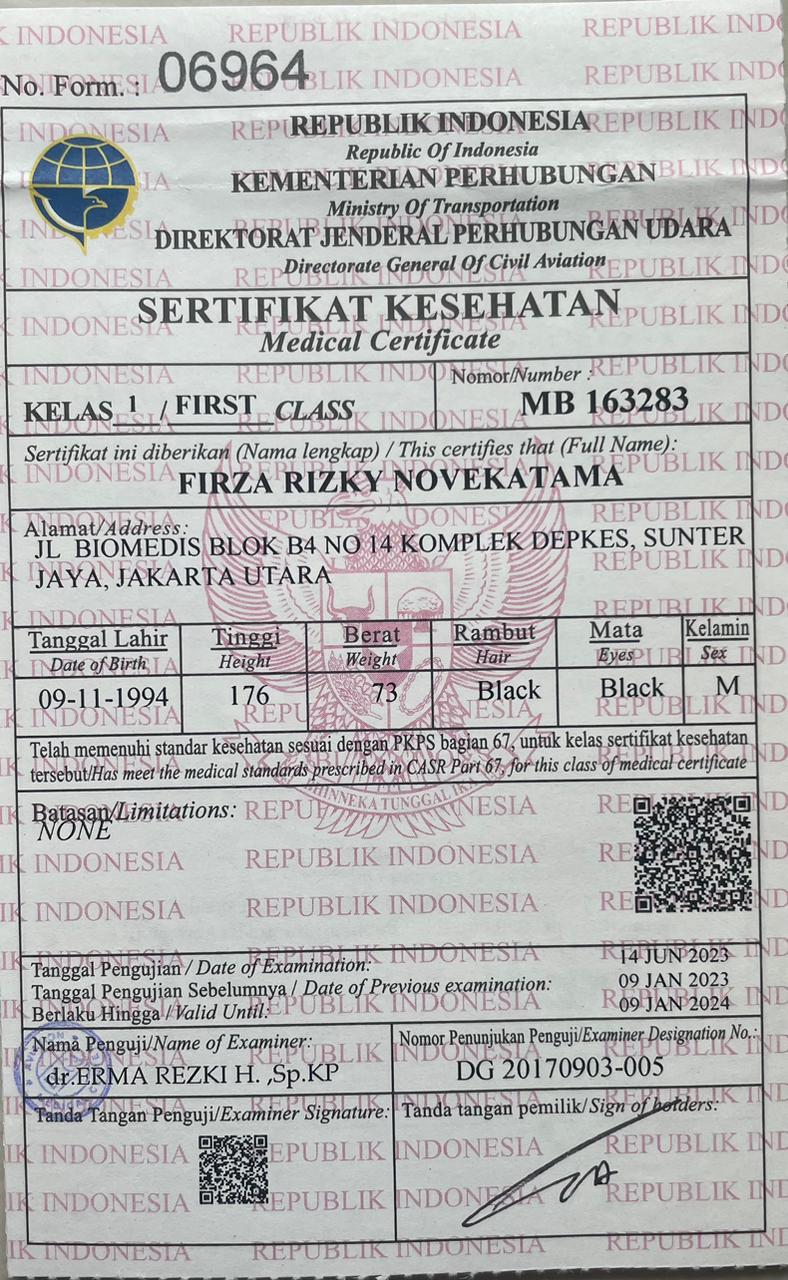 No. Form. : 06964
REPUBLIK INDONESIA
Republic Of Indonesia
KEMENTERIAN PERHUBUNGAN
Ministry Of Transportation
DIREKTORAT JENDERAL PERHUBUNGAN UDARA
Directorate General Of Civil Aviation
SERTIFIKAT KESEHATAN
Medical Certificate
KELAS 1 / FIRST CLASS
Nomor/Number :
MB 163283
Sertifikat ini diberikan (Nama lengkap) / This certifies that (Full Name):
FIRZA RIZKY NOVEKATAMA
Alamat/Address:
JL BIOMEDIS BLOK B4 NO 14 KOMPLEK DEPKES, SUNTER
JAYA, JAKARTA UTARA
Tanggal Lahir Tinggi Berat Rambut Mata Kelamin
Date of Birth Height Weight Hair Eyes Sex
09-11-1994 176 73 Black Black M
Telah memenuhi standar kesehatan sesuai dengan PKPS bagian 67, untuk kelas sertifikat kesehatan
tersebut/Has meet the medical standards prescribed in CASR Part 67, for this class of medical certificate
BHINNEKA TUNGGAL IKA
Batasan/Limitations:
NONE
Tanggal Pengujian / Date of Examination: 14 JUN 2023
Tanggal Pengujian Sebelumnya / Date of Previous examination: 09 JAN 2023
Berlaku Hingga / Valid Until: 09 JAN 2024
Nama Penguji/Name of Examiner:
dr.ERMA REZKI H. ,Sp.KP
Nomor Penunjukan Penguji/Examiner Designation No.:
DG 20170903-005
Tanda Tangan Penguji/Examiner Signature:
Tanda tangan pemilik/Sign of holders: